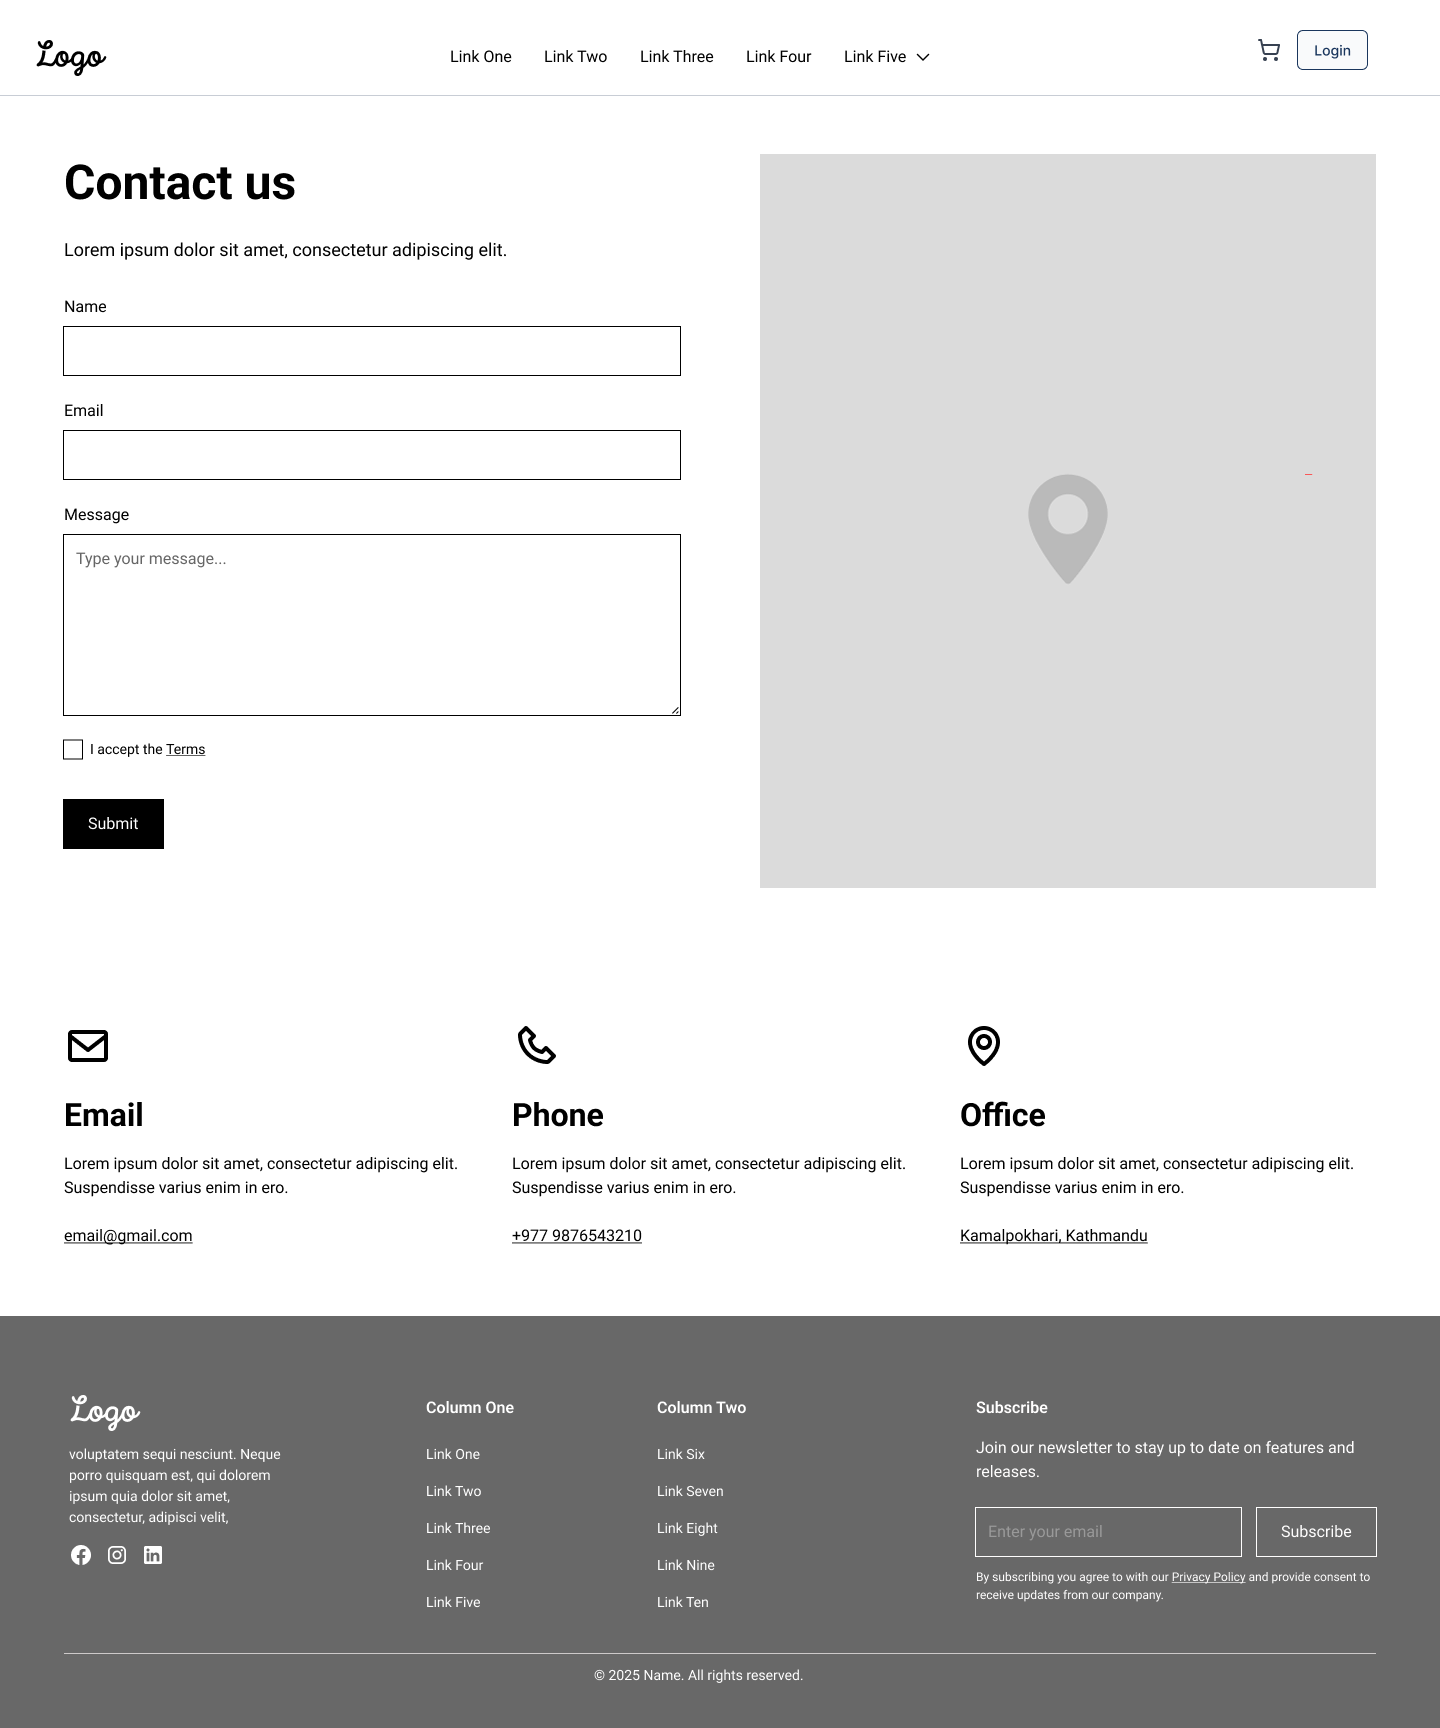 Logo
Link One Link Two Link Three Link Four Link Five
Login
Contact us
Lorem ipsum dolor sit amet, consectetur adipiscing elit.
Name
Email
Message
Type your message...
I accept the Terms
Submit
Email
Lorem ipsum dolor sit amet, consectetur adipiscing elit.
Suspendisse varius enim in ero.
email@gmail.com
Phone
Lorem ipsum dolor sit amet, consectetur adipiscing elit.
Suspendisse varius enim in ero.
+977 9876543210
Office
Lorem ipsum dolor sit amet, consectetur adipiscing elit.
Suspendisse varius enim in ero.
Kamalpokhari, Kathmandu
Logo
voluptatem sequi nesciunt. Neque
porro quisquam est, qui dolorem
ipsum quia dolor sit amet,
consectetur, adipisci velit,
Column One
Link One
Link Two
Link Three
Link Four
Link Five
Column Two
Link Six
Link Seven
Link Eight
Link Nine
Link Ten
Subscribe
Join our newsletter to stay up to date on features and
releases.
Enter your email
Subscribe
By subscribing you agree to with our Privacy Policy and provide consent to
receive updates from our company.
© 2025 Name. All rights reserved.